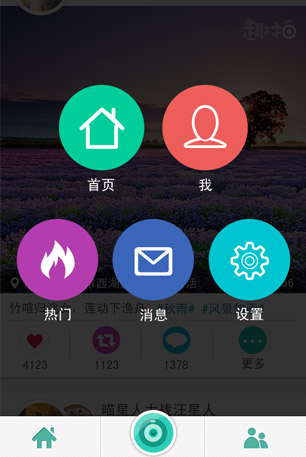 趣拍
首页
我
西湖
竹喧归浣女，莲动下渔舟。#秋雨# #风景如画#
热门
消息
设置
4123
1123
1378
更多
喵星人大战汪星人